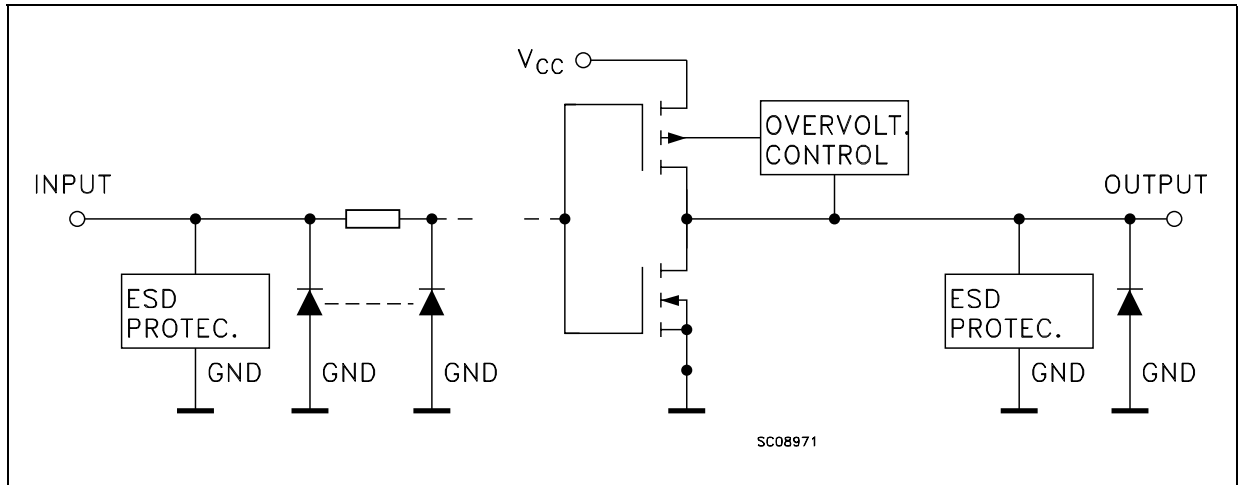 VCC
OVERVOLT.
CONTROL
INPUT
OUTPUT
ESD
PROTEC.
ESD
PROTEC.
GND
GND
GND
GND
GND
SC08971